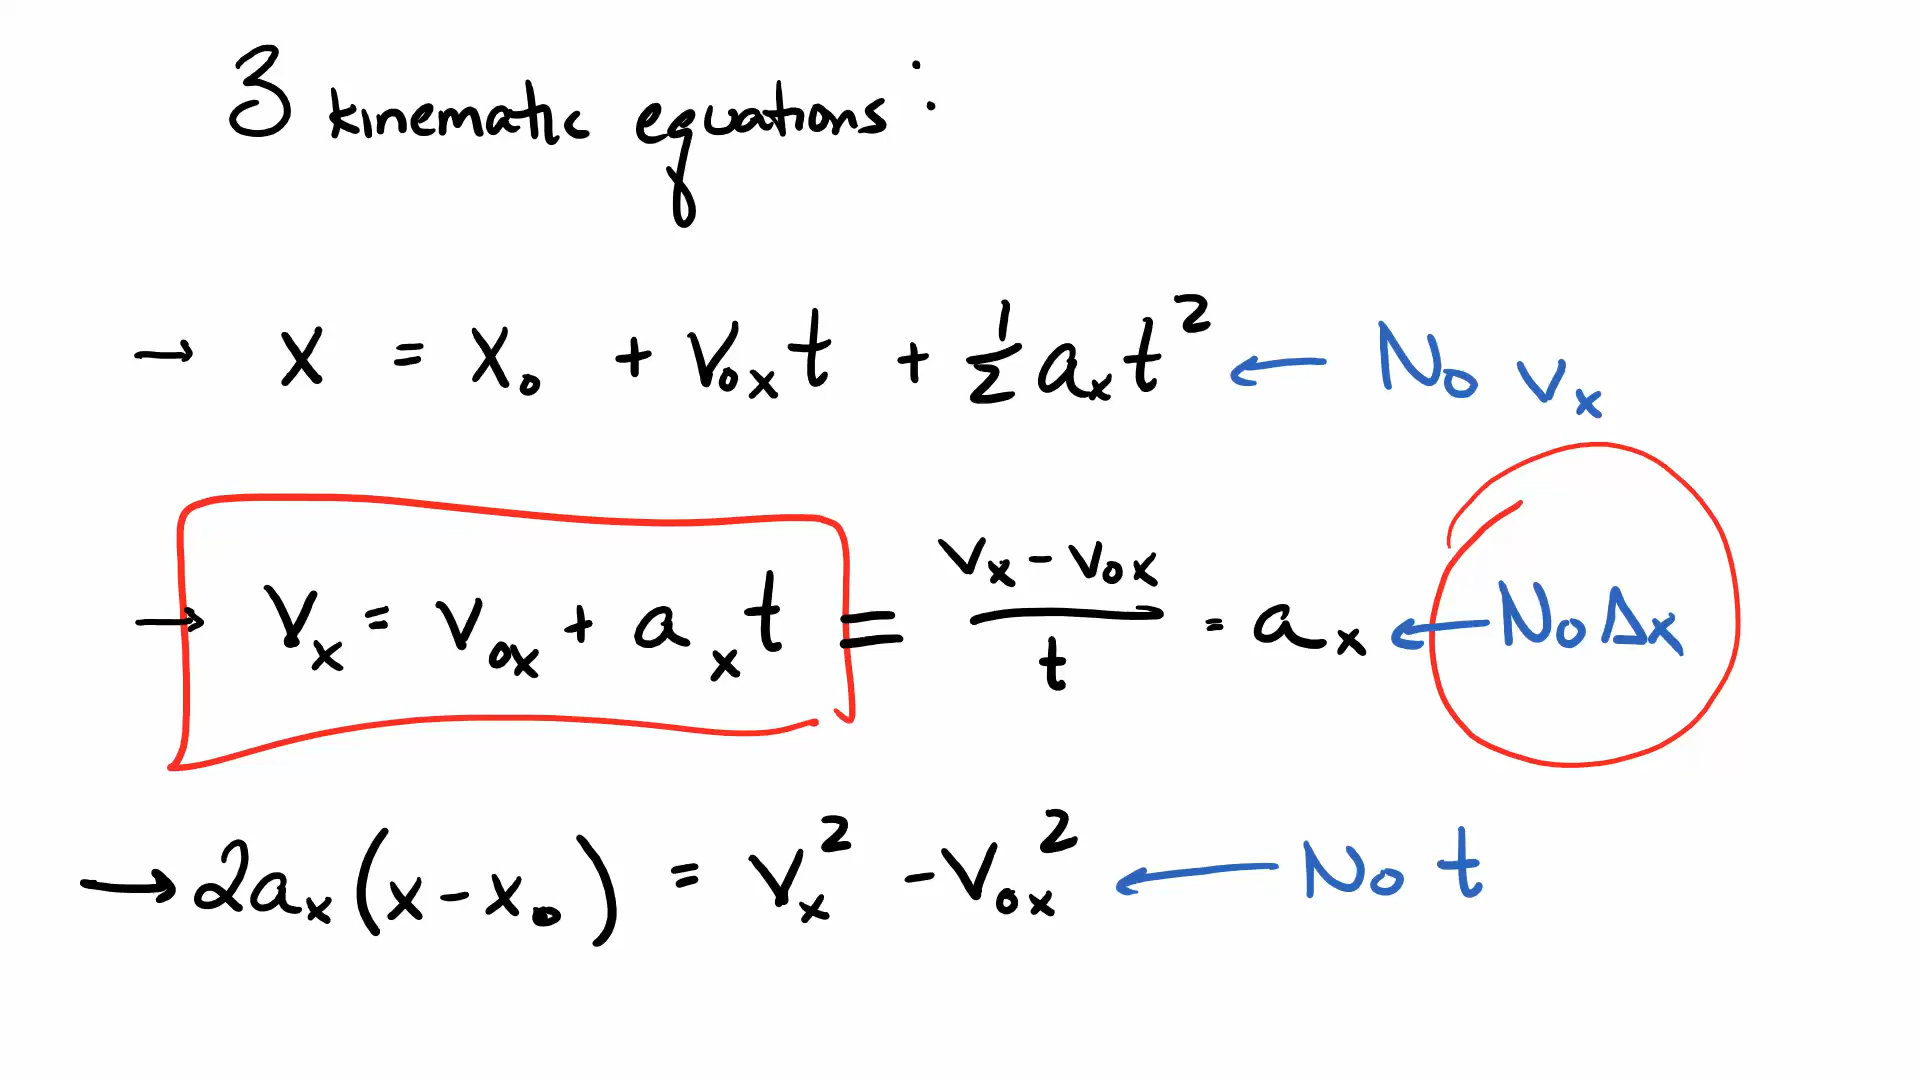 3 kinematic equations:
→ x = x₀ + v₀ₓt + ½aₓt² ← No vₓ
→ vₓ = v₀ₓ + aₓt = (vₓ - v₀ₓ)/t = aₓ ← No Δx
→ 2aₓ(x - x₀) = vₓ² - v₀ₓ² ← No t